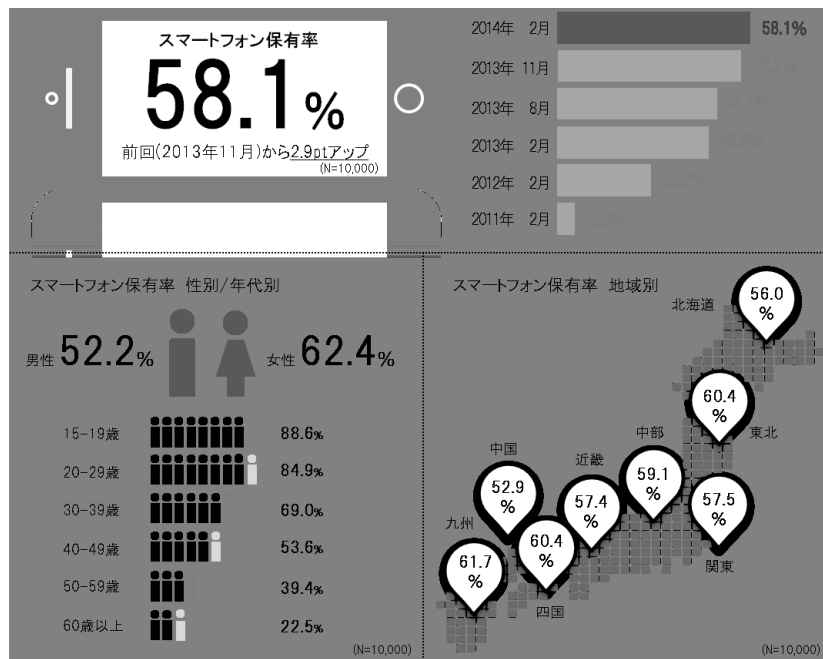 スマートフォン保有率
58.1%
前回(2013年11月)から2.9ptアップ
(N=10,000)
2014年 2月 58.1%
2013年 11月
2013年 8月
2013年 2月
2012年 2月
2011年 2月
スマートフォン保有率 性別/年代別
男性 52.2% 女性 62.4%
15-19歳 88.6%
20-29歳 84.9%
30-39歳 69.0%
40-49歳 53.6%
50-59歳 39.4%
60歳以上 22.5%
(N=10,000)
スマートフォン保有率 地域別
北海道 56.0%
東北 60.4%
中部 59.1%
近畿 57.4%
中国 52.9%
関東 57.5%
九州 61.7%
四国 60.4%
(N=10,000)